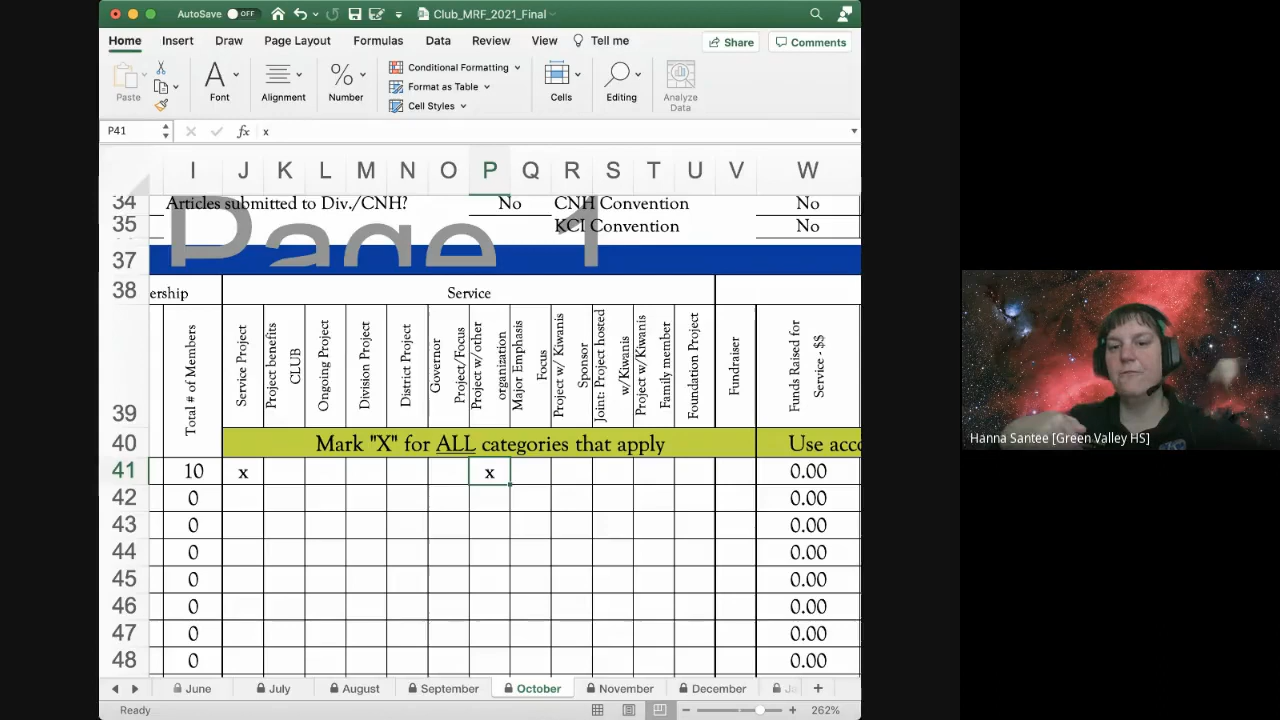 AutoSave OFF Club_MRF_2021_Final
Home Insert Draw Page Layout Formulas Data Review View Tell me Share Comments
Paste Font Alignment Number Conditional Formatting Format as Table Cell Styles Cells Editing Analyze Data
P41 fx x
I J K L M N O P Q R S T U V W
34 Articles submitted to Div./CNH? No CNH Convention No
35 KCI Convention No
Page 1
37
38 ership Service
39 Total # of Members Service Project Project benefits CLUB Ongoing Project Division Project District Project Governor Project/Focus Project w/other organization Major Emphasis Focus Project w/ Kiwanis Sponsor Joint: Project hosted w/Kiwanis Project w/Kiwanis Family member Foundation Project Fundraiser Funds Raised for Service - $$
40 Mark "X" for ALL categories that apply Use acco
41 10 x x 0.00
42 0 0.00
43 0 0.00
44 0 0.00
45 0 0.00
46 0 0.00
47 0 0.00
48 0 0.00
June July August September October November December
Ready 262%
Hanna Santee [Green Valley HS]